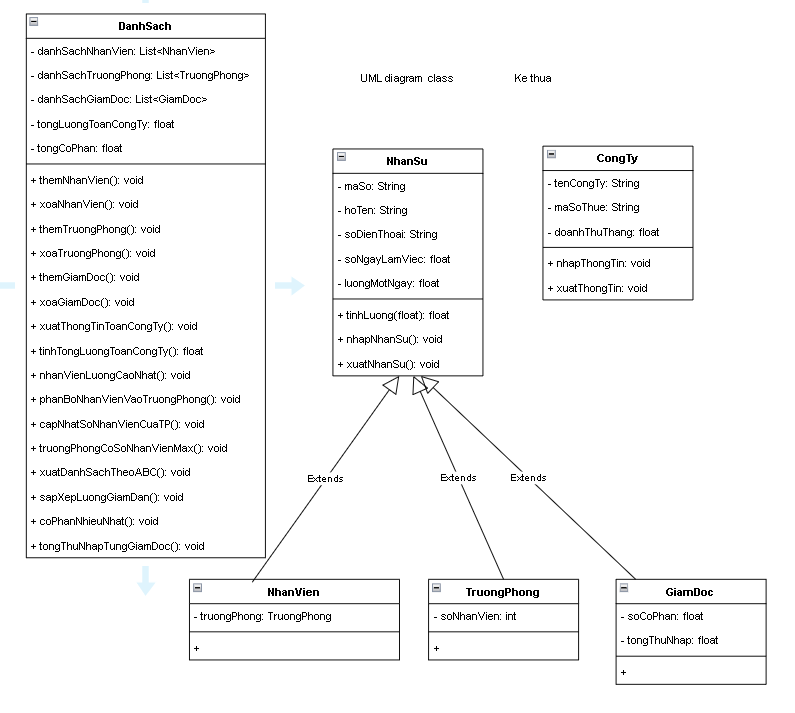 DanhSach
- danhSachNhanVien: List<NhanVien>
- danhSachTruongPhong: List<TruongPhong>
- danhSachGiamDoc: List<GiamDoc>
- tongLuongToanCongTy: float
- tongCoPhan: float
+ themNhanVien(): void
+ xoaNhanVien(): void
+ themTruongPhong(): void
+ xoaTruongPhong(): void
+ themGiamDoc(): void
+ xoaGiamDoc(): void
+ xuatThongTinToanCongTy(): void
+ tinhTongLuongToanCongTy(): float
+ nhanVienLuongCaoNhat(): void
+ phanBoNhanVienVaoTruongPhong(): void
+ capNhatSoNhanVienCuaTP(): void
+ truongPhongCoSoNhanVienMax(): void
+ xuatDanhSachTheoABC(): void
+ sapXepLuongGiamDan(): void
+ coPhanNhieuNhat(): void
+ tongThuNhapTungGiamDoc(): void
UML diagram class
Ke thua
NhanSu
- maSo: String
- hoTen: String
- soDienThoai: String
- soNgayLamViec: float
- luongMotNgay: float
+ tinhLuong(float): float
+ nhapNhanSu(): void
+ xuatNhanSu(): void
CongTy
- tenCongTy: String
- maSoThue: String
- doanhThuThang: float
+ nhapThongTin: void
+ xuatThongTin: void
Extends
Extends
Extends
NhanVien
- truongPhong: TruongPhong
+
TruongPhong
- soNhanVien: int
+
GiamDoc
- soCoPhan: float
- tongThuNhap: float
+